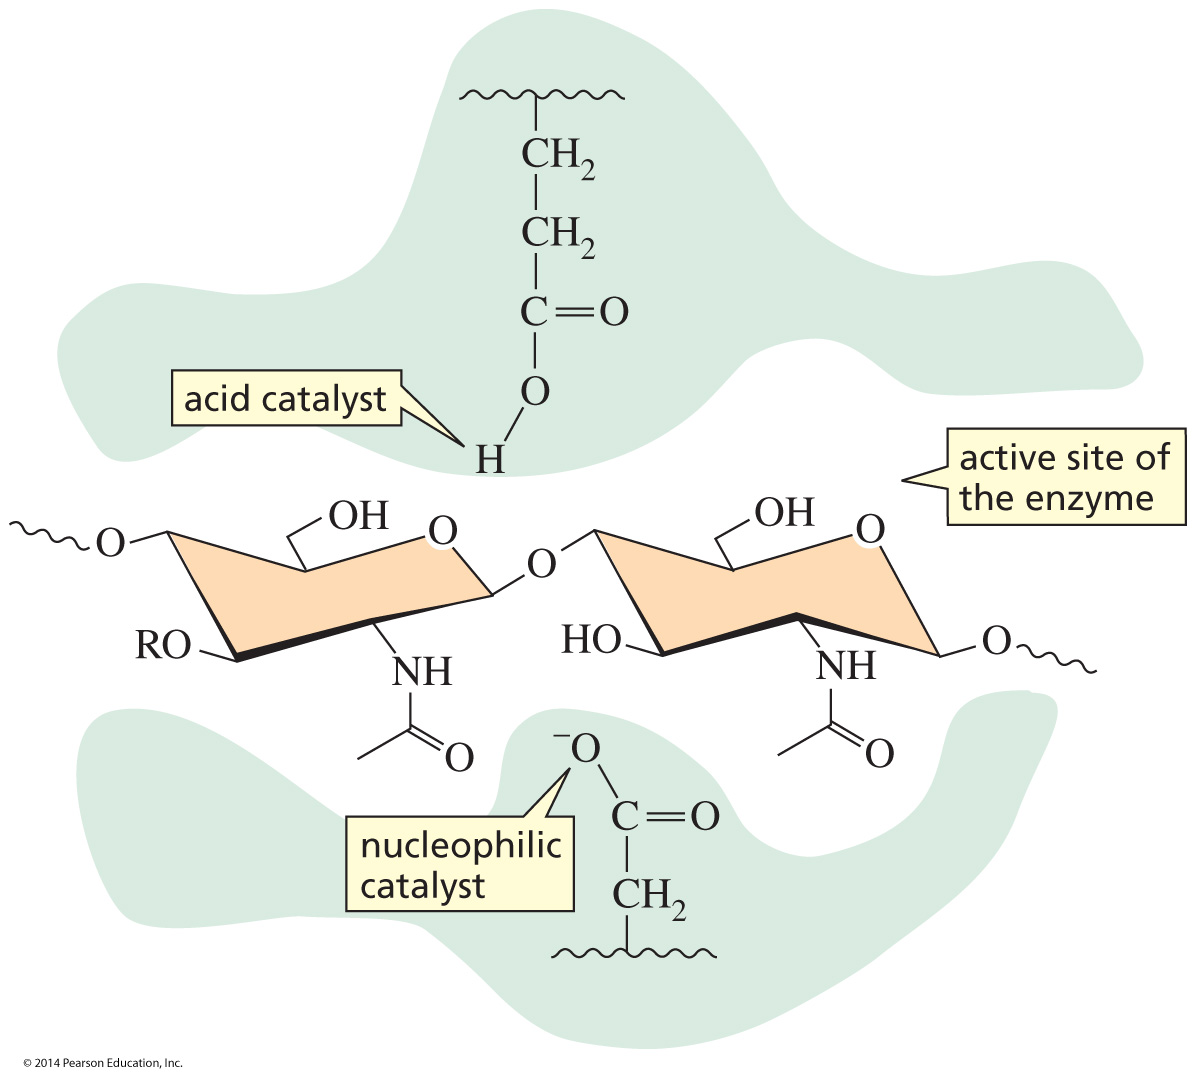 CH2
CH2
C=O
O
acid catalyst
H
active site of
the enzyme
OH
OH
O
O
O
O
RO
HO
O
NH
NH
O
O
⁻O
C=O
nucleophilic
catalyst
CH2
© 2014 Pearson Education, Inc.